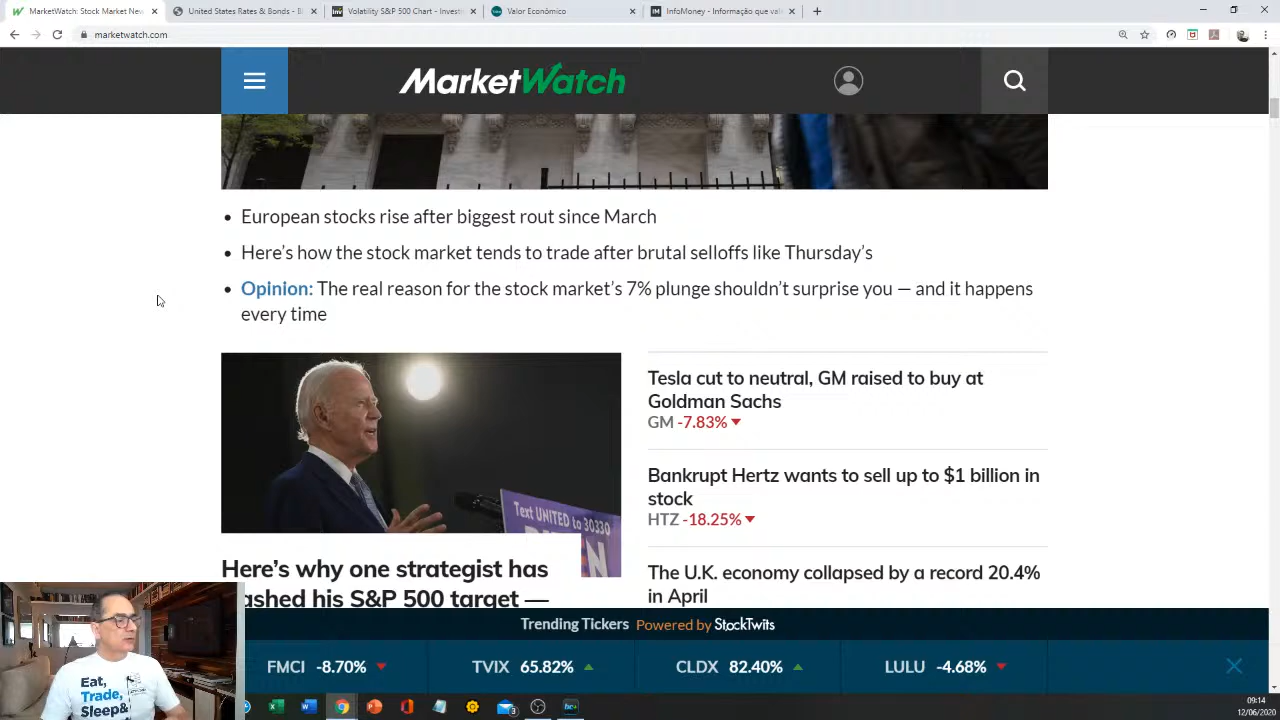 MarketWatch: Stock Market New
United States Rates & Bonds - B
Volatility S&P 500 Chart - Investi
Valor Econômico
InfoMoney - Informação que val
marketwatch.com
MarketWatch
European stocks rise after biggest rout since March
Here's how the stock market tends to trade after brutal selloffs like Thursday's
Opinion: The real reason for the stock market's 7% plunge shouldn't surprise you — and it happens
every time
Text UNITED to 30330
Here's why one strategist has
ashed his S&P 500 target —
Tesla cut to neutral, GM raised to buy at
Goldman Sachs
GM -7.83%
Bankrupt Hertz wants to sell up to $1 billion in
stock
HTZ -18.25%
The U.K. economy collapsed by a record 20.4%
in April
Trending Tickers Powered by StockTwits
FMCI -8.70%
TVIX 65.82%
CLDX 82.40%
LULU -4.68%
Eat,
Trade,
Sleep&
09:14
12/06/2020